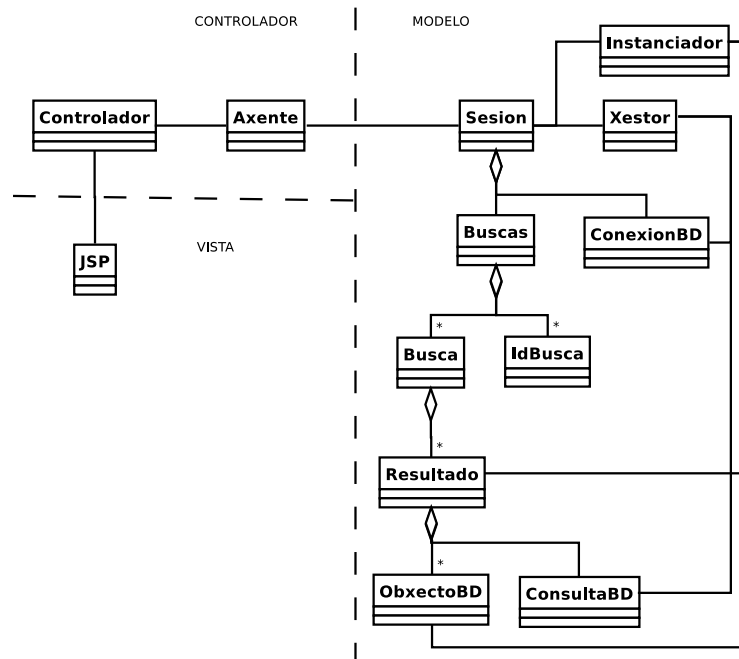 CONTROLADOR
MODELO
Instanciador
Controlador
Axente
Sesion
Xestor
Buscas
ConexionBD
VISTA
JSP
*
*
Busca
IdBusca
*
Resultado
*
ObxectoBD
ConsultaBD